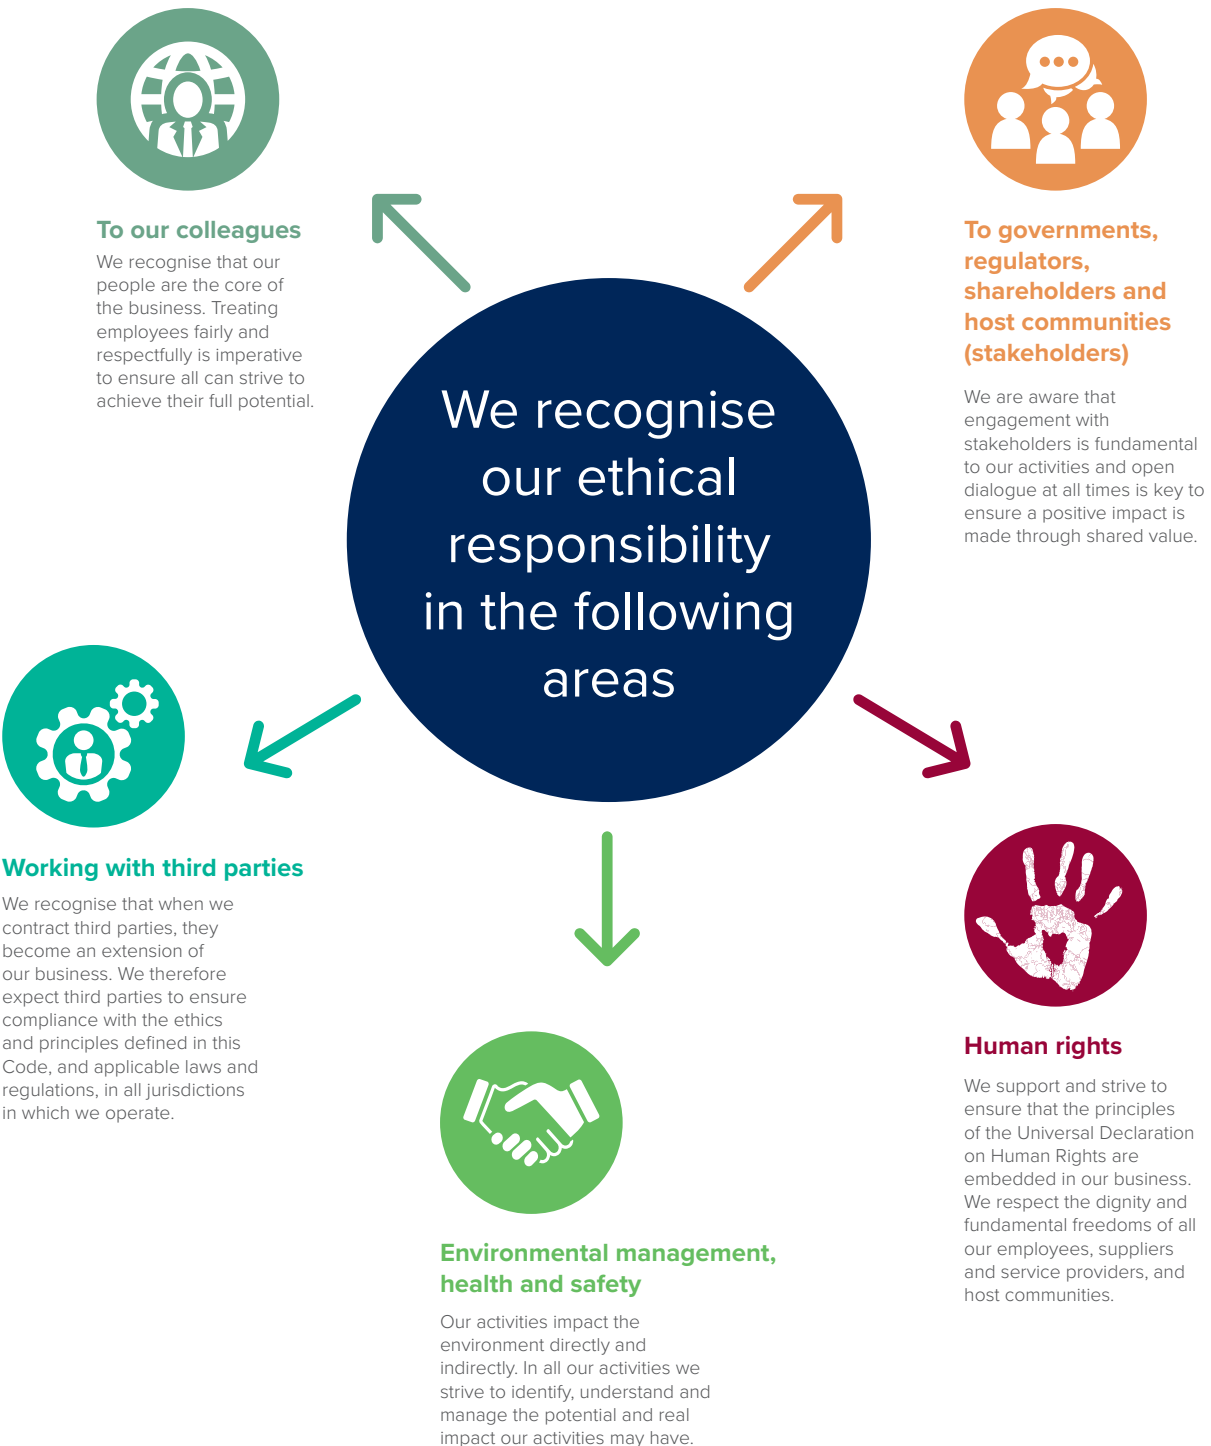 To our colleagues
We recognise that our
people are the core of
the business. Treating
employees fairly and
respectfully is imperative
to ensure all can strive to
achieve their full potential.
To governments,
regulators,
shareholders and
host communities
(stakeholders)
We are aware that
engagement with
stakeholders is fundamental
to our activities and open
dialogue at all times is key to
ensure a positive impact is
made through shared value.
We recognise
our ethical
responsibility
in the following
areas
Working with third parties
We recognise that when we
contract third parties, they
become an extension of
our business. We therefore
expect third parties to ensure
compliance with the ethics
and principles defined in this
Code, and applicable laws and
regulations, in all jurisdictions
in which we operate.
Human rights
We support and strive to
ensure that the principles
of the Universal Declaration
on Human Rights are
embedded in our business.
We respect the dignity and
fundamental freedoms of all
our employees, suppliers
and service providers, and
host communities.
Environmental management,
health and safety
Our activities impact the
environment directly and
indirectly. In all our activities we
strive to identify, understand and
manage the potential and real
impact our activities may have.